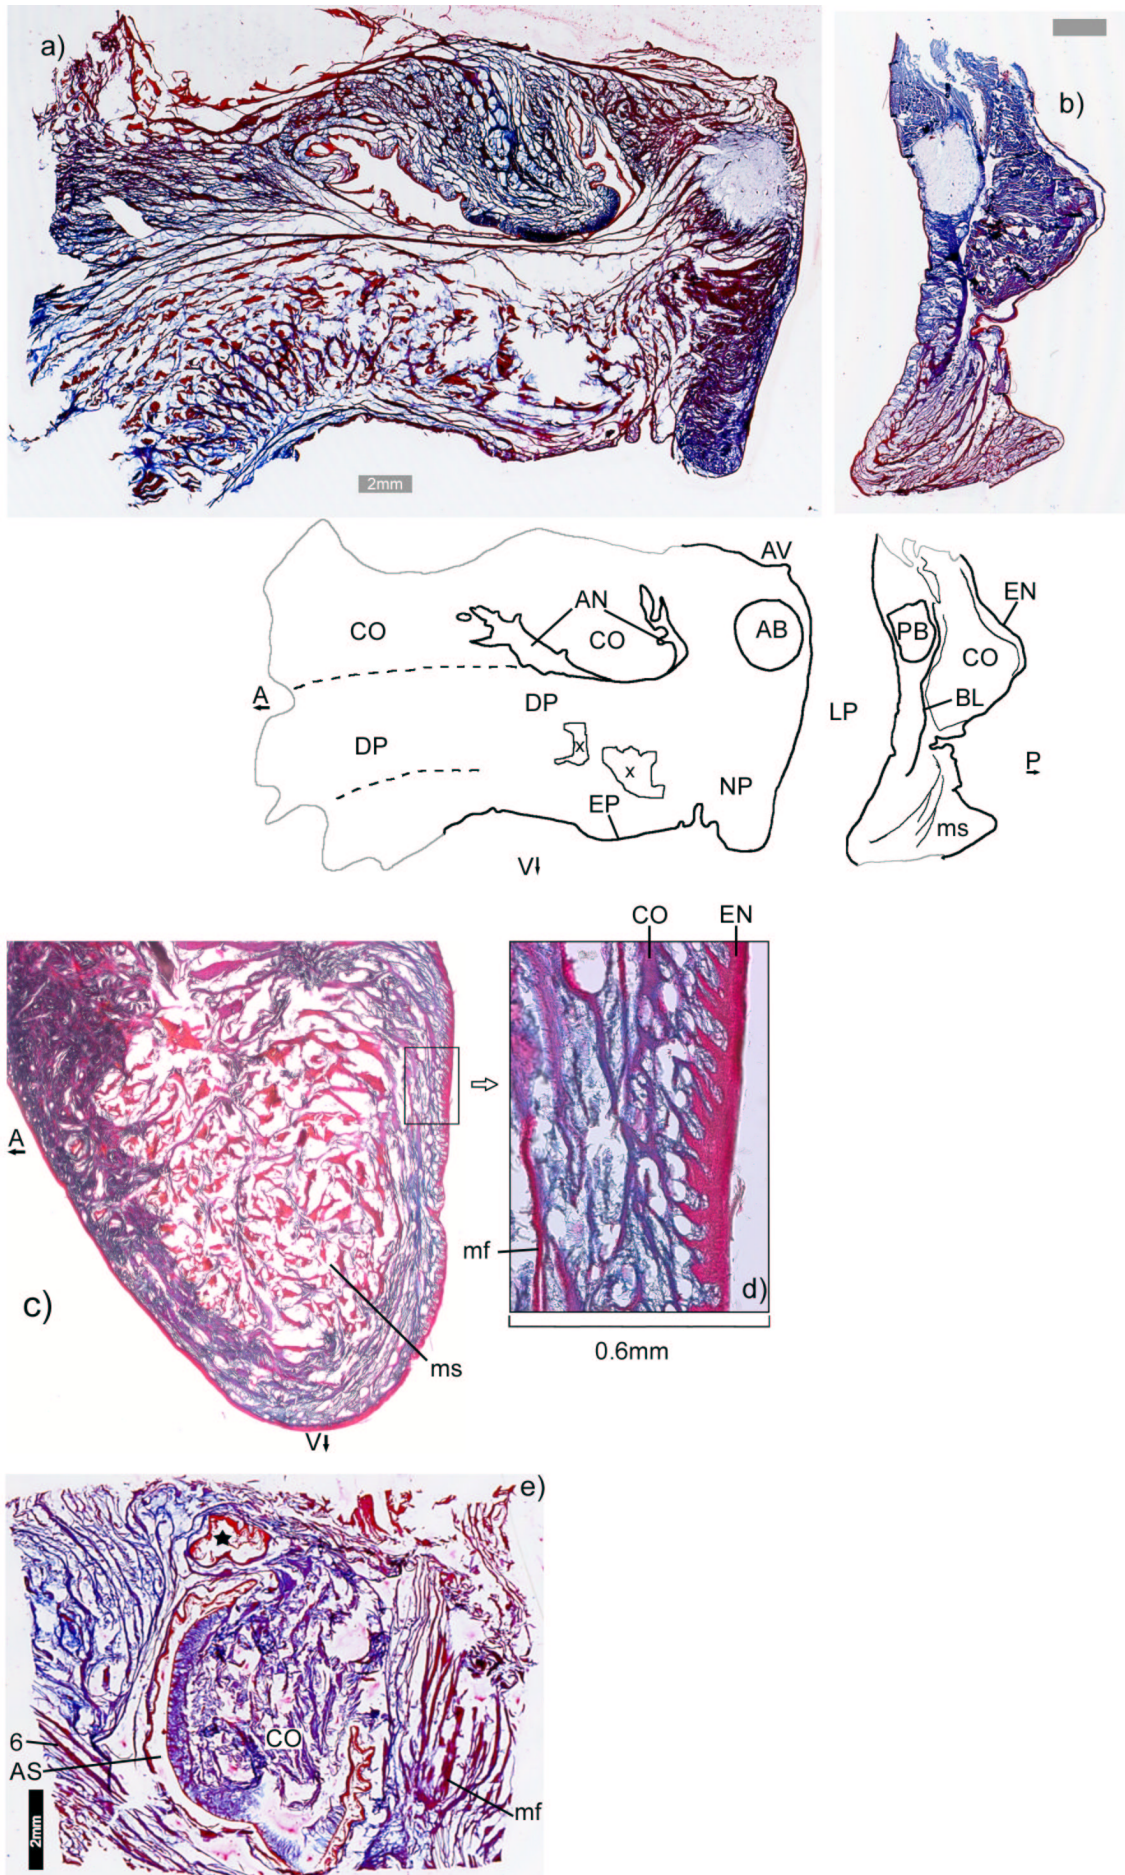 a)
b)
2mm
AV
AN
EN
CO
CO
AB
PB
CO
A
DP
LP
BL
DP
x
x
NP
P
EP
ms
V
CO
EN
A
mf
c)
d)
0.6mm
ms
V
e)
CO
6
AS
mf
2mm